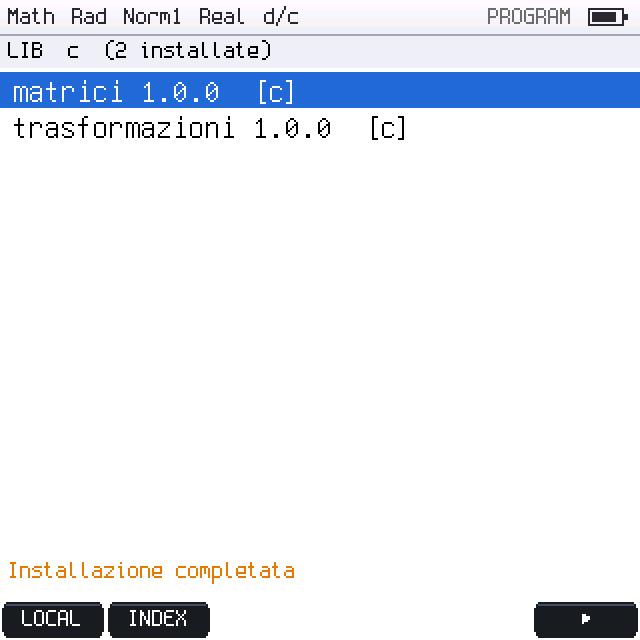 Math Rad Norm1 Real d/c PROGRAM
LIB c (2 installate)
matrici 1.0.0 [c]
trasformazioni 1.0.0 [c]
Installazione completata
LOCAL INDEX